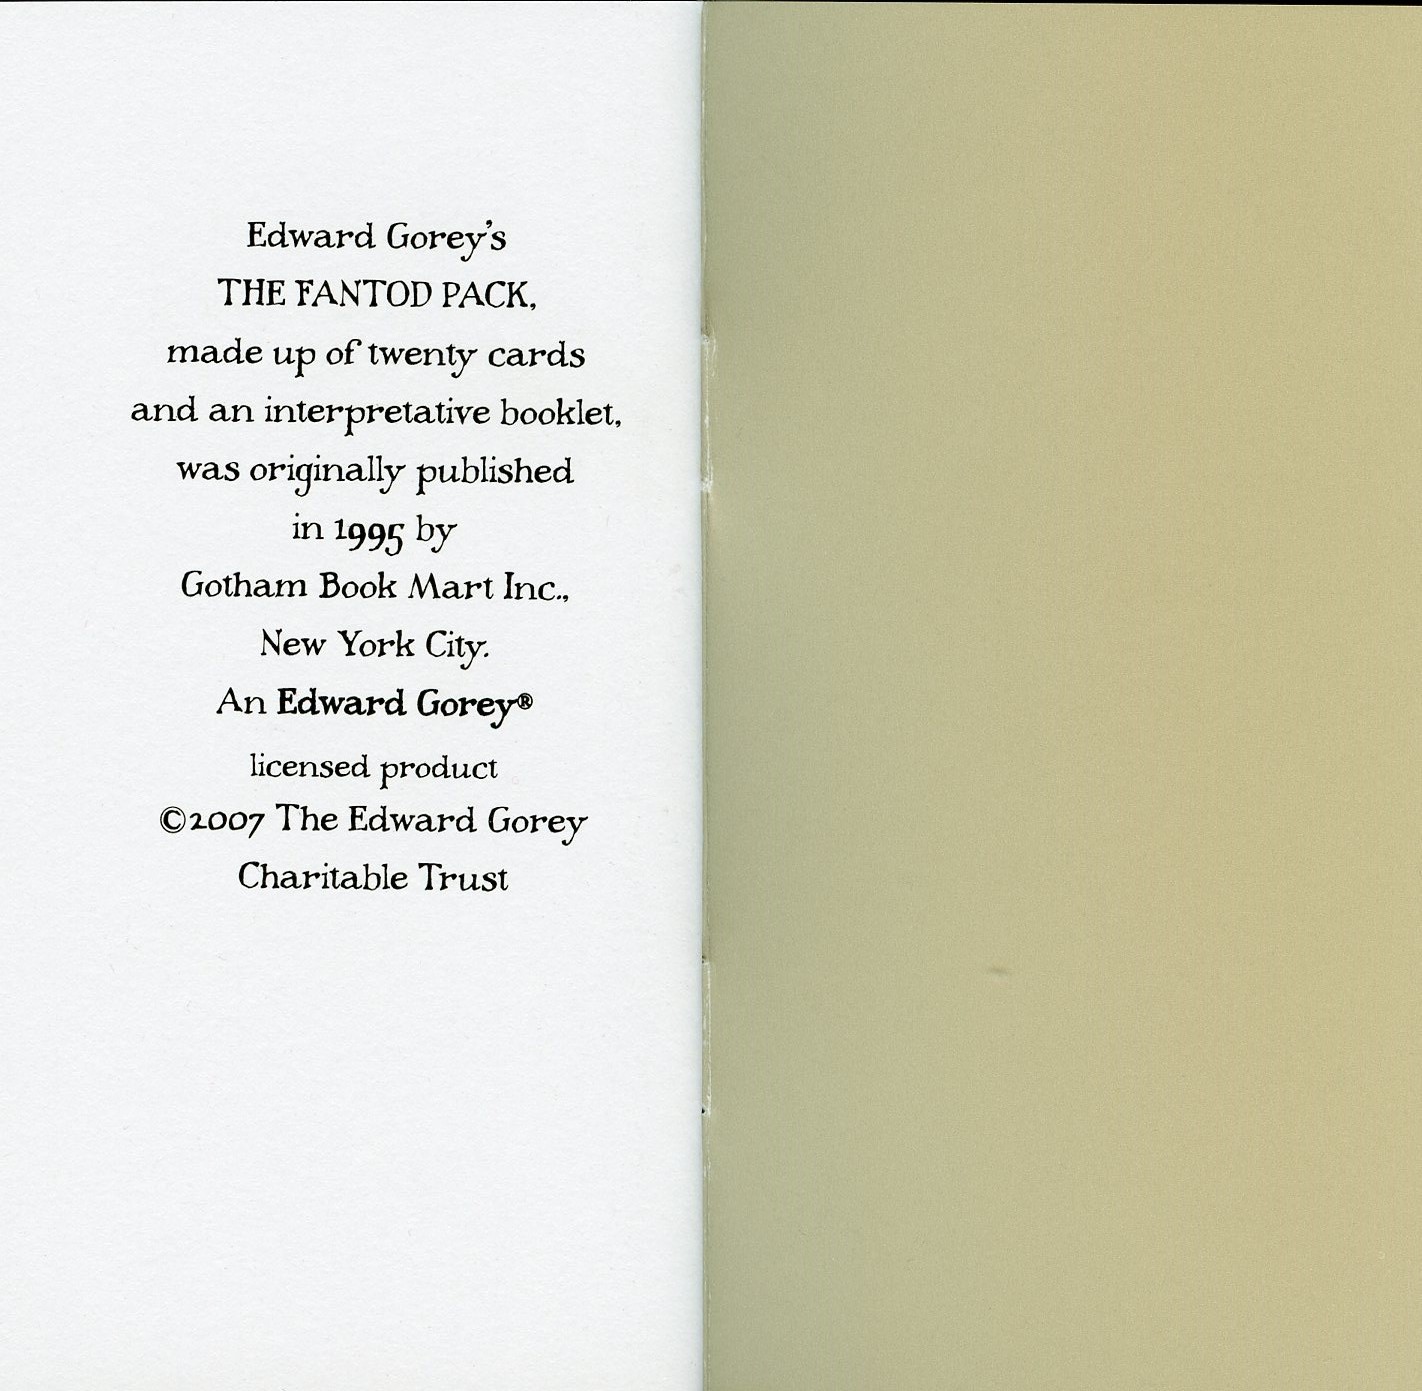 Edward Gorey's
THE FANTOD PACK,
made up of twenty cards
and an interpretative booklet,
was originally published
in 1995 by
Gotham Book Mart Inc.,
New York City.
An Edward Gorey®
licensed product
©2007 The Edward Gorey
Charitable Trust